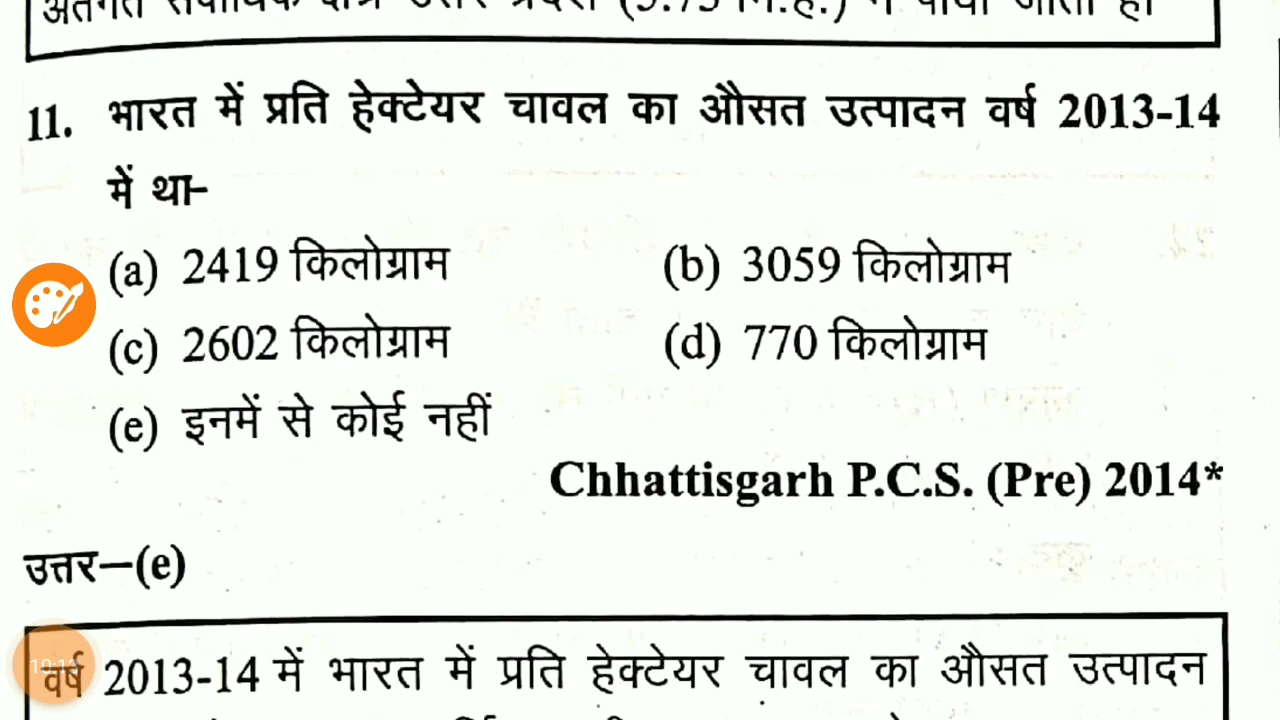 11. भारत में प्रति हेक्टेयर चावल का औसत उत्पादन वर्ष 2013-14
में था-
(a) 2419 किलोग्राम (b) 3059 किलोग्राम
(c) 2602 किलोग्राम (d) 770 किलोग्राम
(e) इनमें से कोई नहीं
Chhattisgarh P.C.S. (Pre) 2014*
उत्तर—(e)
वर्ष 2013-14 में भारत में प्रति हेक्टेयर चावल का औसत उत्पादन